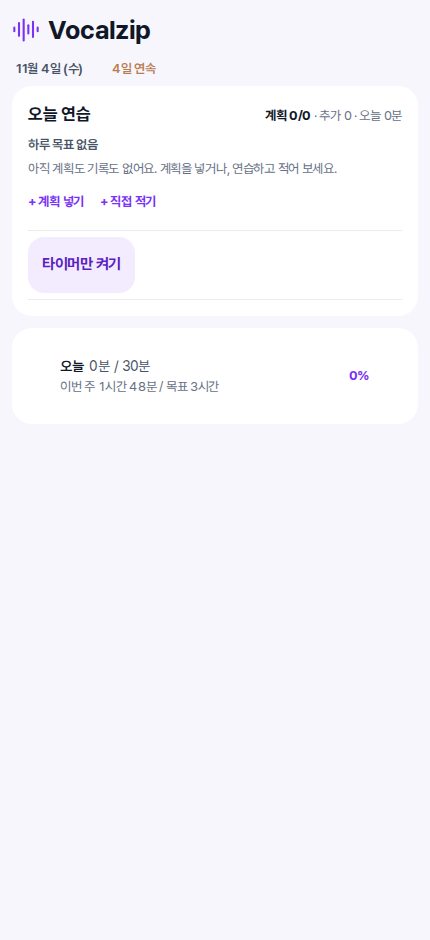 Vocalzip
11월 4일 (수) 4일 연속
오늘 연습 계획 0/0 · 추가 0 · 오늘 0분
하루 목표 없음
아직 계획도 기록도 없어요. 계획을 넣거나, 연습하고 적어 보세요.
+ 계획 넣기 + 직접 적기
타이머만 켜기
오늘 0분 / 30분
이번 주 1시간 48분 / 목표 3시간
0%